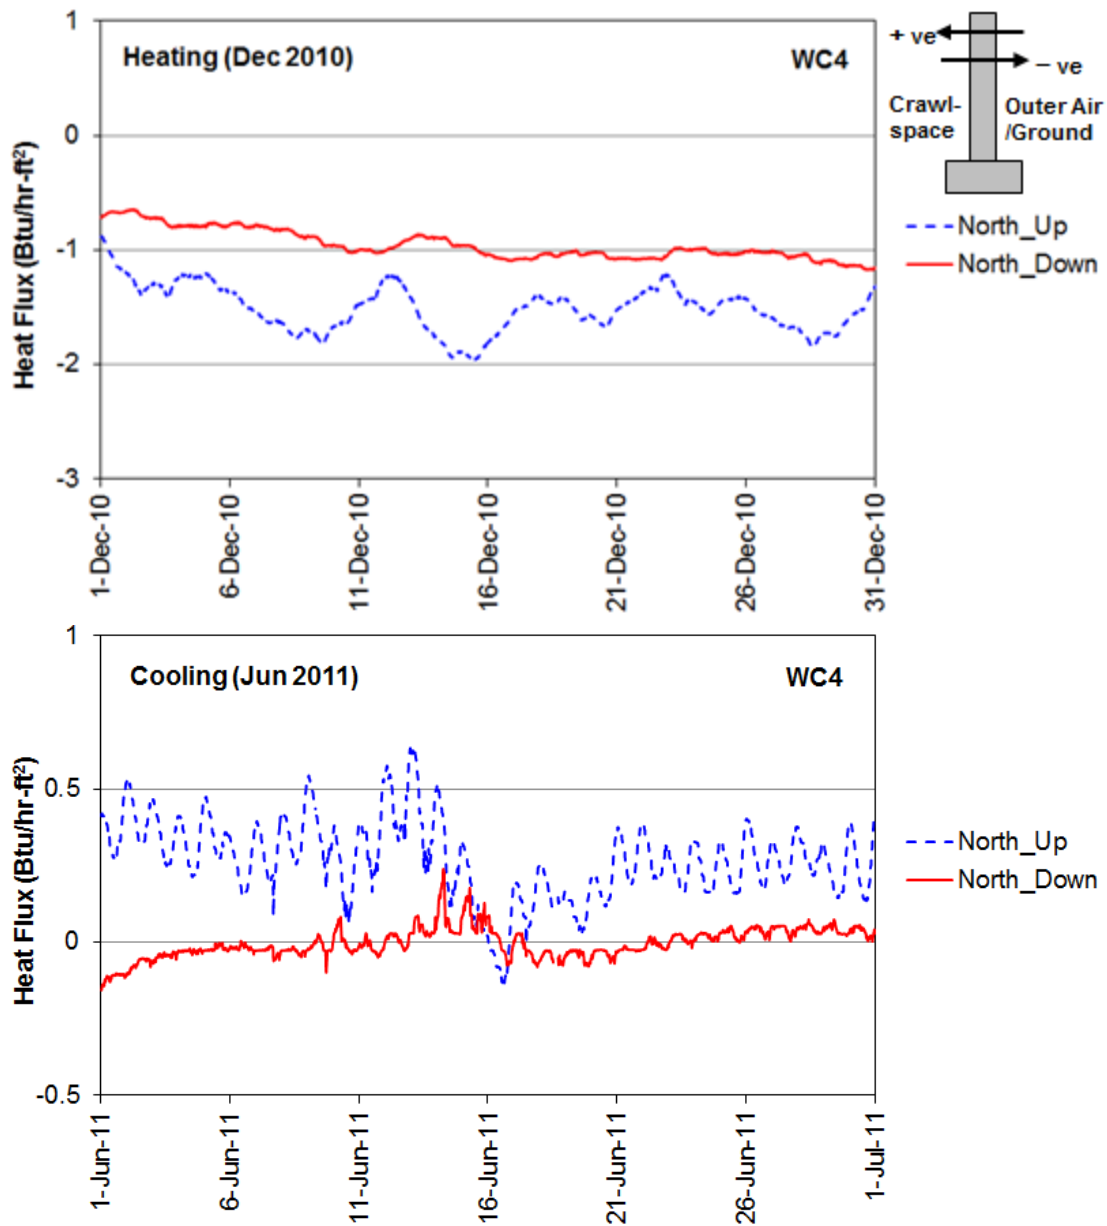 Heating (Dec 2010)
WC4
Heat Flux (Btu/hr-ft²)
1
0
-1
-2
-3
1-Dec-10
6-Dec-10
11-Dec-10
16-Dec-10
21-Dec-10
26-Dec-10
31-Dec-10
+ ve
– ve
Crawl-
space
Outer Air
/Ground
North_Up
North_Down
Cooling (Jun 2011)
WC4
Heat Flux (Btu/hr-ft²)
1
0.5
0
-0.5
1-Jun-11
6-Jun-11
11-Jun-11
16-Jun-11
21-Jun-11
26-Jun-11
1-Jul-11
North_Up
North_Down